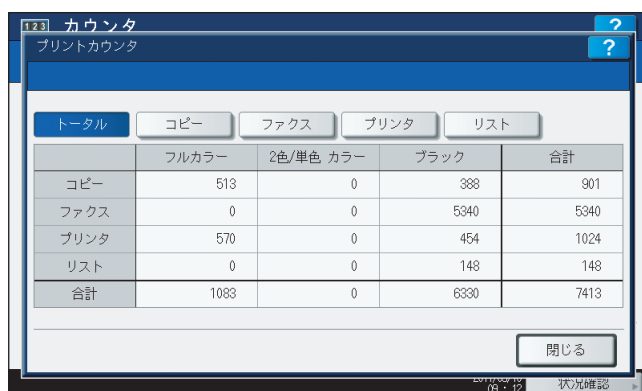 123 カウンタ ?
プリントカウンタ ?
トータル コピー ファクス プリンタ リスト
フルカラー 2色/単色 カラー ブラック 合計
コピー 513 0 388 901
ファクス 0 0 5340 5340
プリンタ 570 0 454 1024
リスト 0 0 148 148
合計 1083 0 6330 7413
閉じる
09:12 状況確認